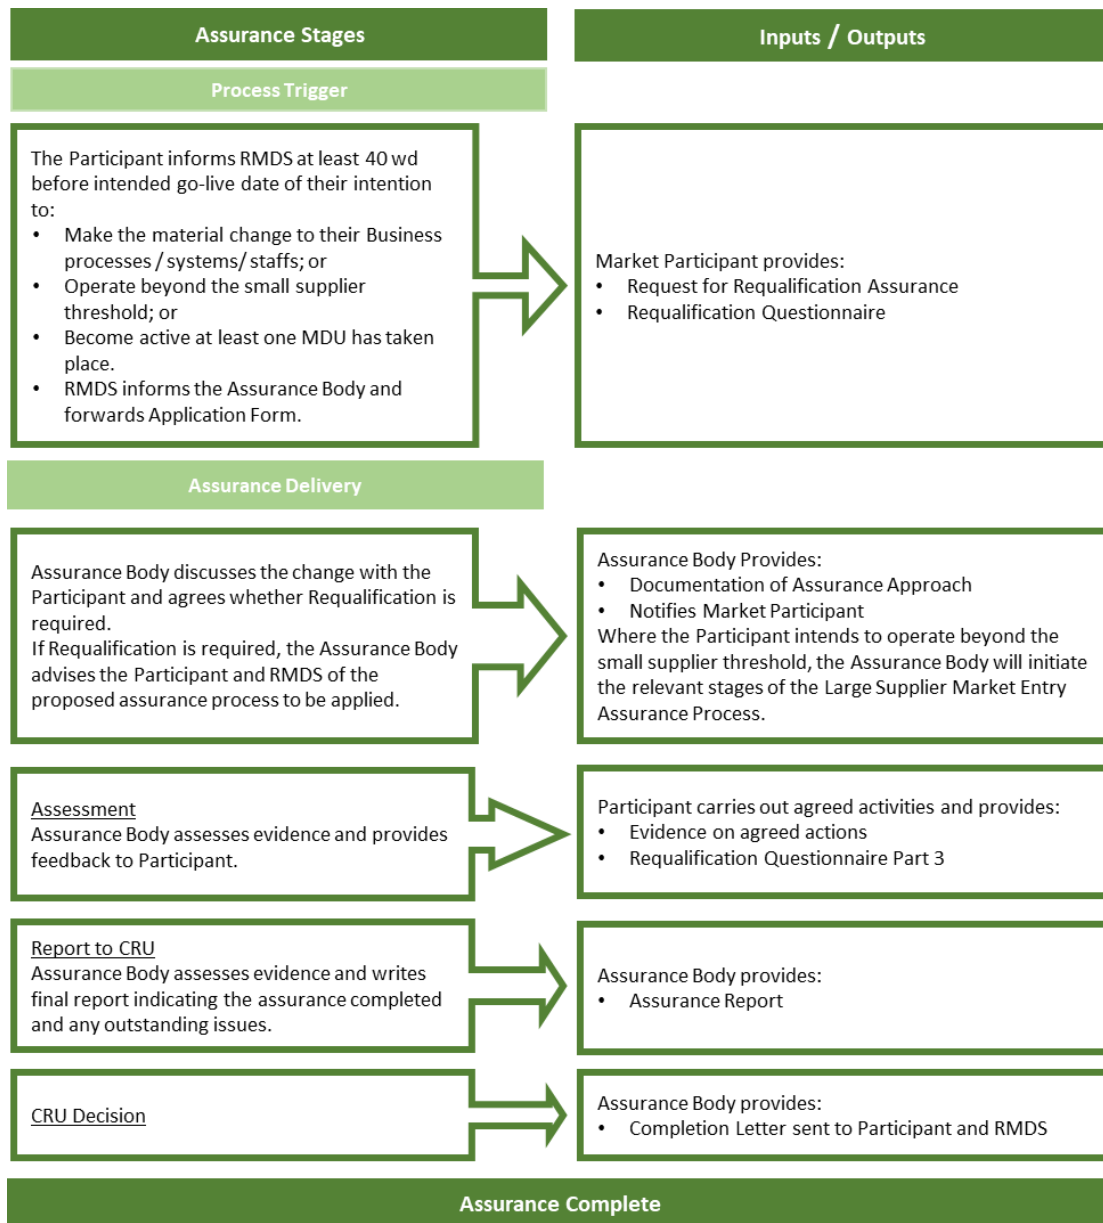 Assurance Stages
Inputs / Outputs
Process Trigger
The Participant informs RMDS at least 40 wd
before intended go-live date of their intention
to:
• Make the material change to their Business
processes / systems/ staffs; or
• Operate beyond the small supplier
threshold; or
• Become active at least one MDU has taken
place.
• RMDS informs the Assurance Body and
forwards Application Form.
Market Participant provides:
• Request for Requalification Assurance
• Requalification Questionnaire
Assurance Delivery
Assurance Body discusses the change with the
Participant and agrees whether Requalification is
required.
If Requalification is required, the Assurance Body
advises the Participant and RMDS of the
proposed assurance process to be applied.
Assurance Body Provides:
• Documentation of Assurance Approach
• Notifies Market Participant
Where the Participant intends to operate beyond the
small supplier threshold, the Assurance Body will initiate
the relevant stages of the Large Supplier Market Entry
Assurance Process.
Assessment
Assurance Body assesses evidence and provides
feedback to Participant.
Participant carries out agreed activities and provides:
• Evidence on agreed actions
• Requalification Questionnaire Part 3
Report to CRU
Assurance Body assesses evidence and writes
final report indicating the assurance completed
and any outstanding issues.
Assurance Body provides:
• Assurance Report
CRU Decision
Assurance Body provides:
• Completion Letter sent to Participant and RMDS
Assurance Complete